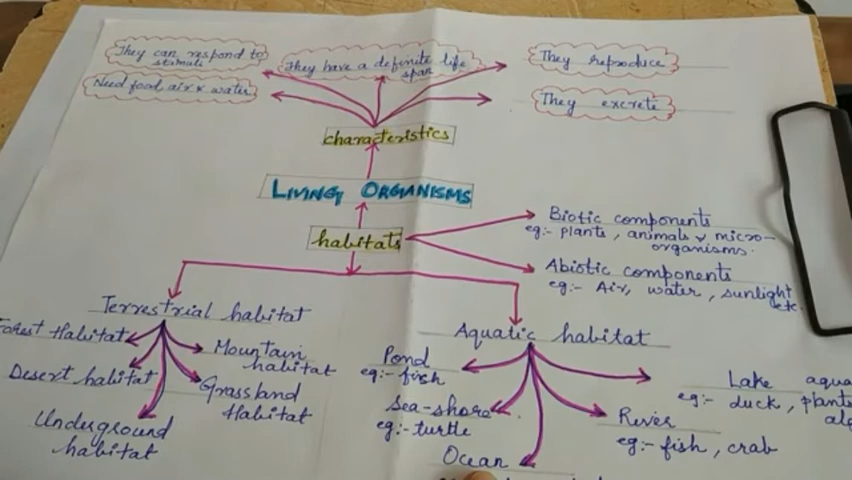 They can respond to
stimuli
They have a definite life
span
They reproduce
Need food air & water
They excrete
characteristics
LIVING ORGANISMS
habitats
Biotic components
eg:- plants, animals & micro-
organisms.
Abiotic components
eg:- Air, water, sunlight
etc.
Terrestrial habitat
Forest Habitat
Mountain
habitat
Desert habitat
Grassland
Habitat
Underground
habitat
Aquatic habitat
Pond
eg:- fish
Lake
eg:- duck, plants
Sea-shore
eg:- turtle
River
eg:- fish, crab
Ocean